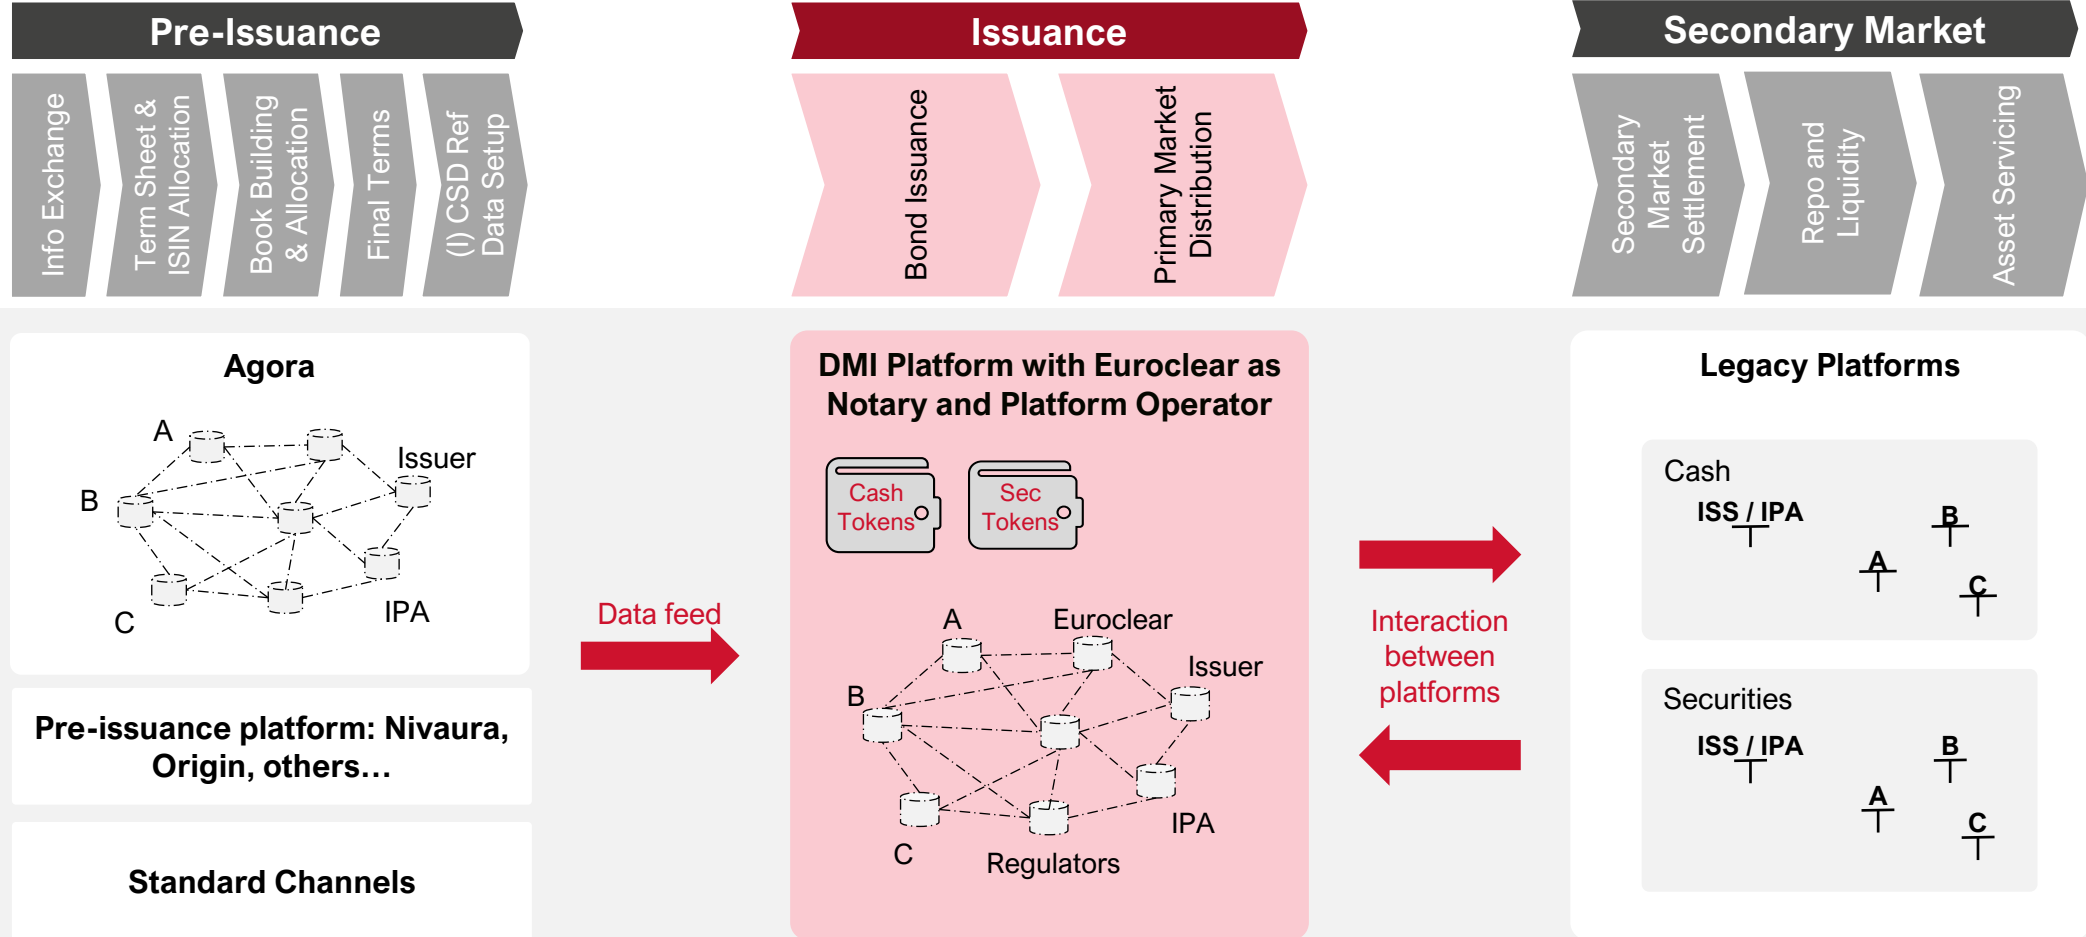 Pre-Issuance
Issuance
Secondary Market
Info Exchange
Term Sheet &
ISIN Allocation
Book Building
& Allocation
Final Terms
(I) CSD Ref
Data Setup
Bond Issuance
Primary Market
Distribution
Secondary
Market
Settlement
Repo and
Liquidity
Asset Servicing
Agora
A
Issuer
B
C
IPA
Pre-issuance platform: Nivaura,
Origin, others…
Standard Channels
Data feed
DMI Platform with Euroclear as
Notary and Platform Operator
Cash
Tokens
Sec
Tokens
A
Euroclear
Issuer
B
IPA
C
Regulators
Interaction
between
platforms
Legacy Platforms
Cash
ISS / IPA
B
A
C
Securities
ISS / IPA
B
A
C